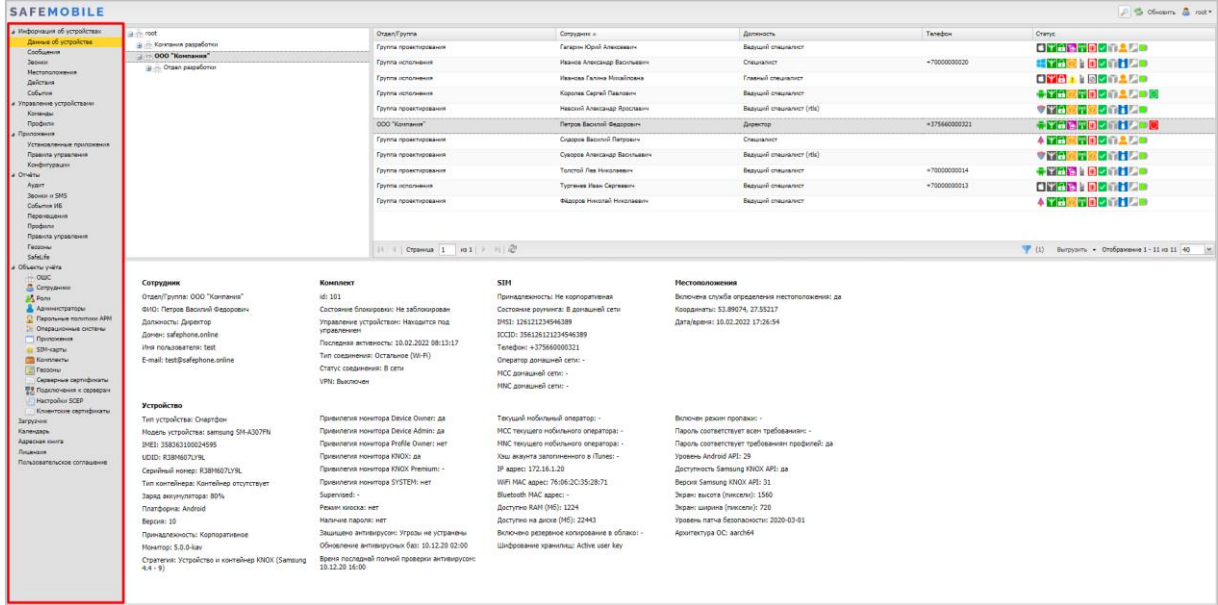 SAFEMOBILE
Обновить root
Информация об устройствах
Данные об устройстве
Сообщения
Звонки
Местоположения
Действия
События
Управление устройствами
Команды
Профили
Приложения
Установленные приложения
Правила управления
Конфигурации
Отчёты
Аудит
Звонки и SMS
События ИБ
Перемещения
Профили
Правила управления
Геозоны
SafeLife
Объекты учёта
ОШС
Сотрудники
Роли
Администраторы
Парольные политики АРМ
Операционные системы
Приложения
SIM-карты
Комплекты
Геозоны
Серверные сертификаты
Подключения к серверам
Настройки SCEP
Клиентские сертификаты
Загрузчик
Календарь
Адресная книга
Лицензия
Пользовательское соглашение
root
Компания разработки
ООО "Компания"
Отдел разработки
Отдел/Группа Сотрудник Должность Телефон Статус
Группа проектирования Гагарин Юрий Алексеевич Ведущий специалист
Группа исполнения Иванов Александр Васильевич Специалист +70000000020
Группа исполнения Иванова Галина Михайловна Главный специалист
Группа исполнения Королев Сергей Павлович Ведущий специалист
Группа проектирования Невский Александр Ярославич Ведущий специалист (rtls)
ООО "Компания" Петров Василий Федорович Директор +375660000321
Группа проектирования Сидоров Василий Петрович Специалист
Группа проектирования Суворов Александр Васильевич Ведущий специалист (rtls)
Группа проектирования Толстой Лев Николаевич Ведущий специалист +70000000014
Группа исполнения Тургенев Иван Сергеевич Ведущий специалист +70000000013
Группа проектирования Фёдоров Николай Николаевич Ведущий специалист
Страница 1 из 1 (1) Выгрузить Отображение 1 - 11 из 11 40
Сотрудник
Отдел/Группа: ООО "Компания"
ФИО: Петров Василий Федорович
Должность: Директор
Домен: safephone.online
Имя пользователя: test
E-mail: test@safephone.online
Комплект
id: 101
Состояние блокировки: Не заблокирован
Управление устройством: Находится под
управлением
Последняя активность: 10.02.2022 08:13:17
Тип соединения: Остальное (Wi-Fi)
Статус соединения: В сети
VPN: Выключен
SIM
Принадлежность: Не корпоративная
Состояние роуминга: В домашней сети
IMSI: 126121234546389
ICCID: 356126121234546389
Телефон: +375660000321
Оператор домашней сети: -
MCC домашней сети: -
MNC домашней сети: -
Местоположения
Включена служба определения местоположения: да
Координаты: 53.89074, 27.55217
Дата/время: 10.02.2022 17:26:54
Устройство
Тип устройства: Смартфон
Модель устройства: samsung SM-A307FN
IMEI: 358363100024595
UDID: R38M607LY9L
Серийный номер: R38M607LY9L
Тип контейнера: Контейнер отсутствует
Заряд аккумулятора: 80%
Платформа: Android
Версия: 10
Принадлежность: Корпоративное
Монитор: 5.0.0-kav
Стратегия: Устройство и контейнер KNOX (Samsung
4.4 - 9)
Привилегия монитора Device Owner: да
Привилегия монитора Device Admin: да
Привилегия монитора Profile Owner: нет
Привилегия монитора KNOX: да
Привилегия монитора KNOX Premium: -
Привилегия монитора SYSTEM: нет
Supervised: -
Режим киоска: нет
Наличие пароля: нет
Защищено антивирусом: Угрозы не устранены
Обновление антивирусных баз: 10.12.20 02:00
Время последней полной проверки антивирусом:
10.12.20 16:00
Текущий мобильный оператор: -
MCC текущего мобильного оператора: -
MNC текущего мобильного оператора: -
Хэш акаунта залогиненного в iTunes: -
IP адрес: 172.16.1.20
WiFi MAC адрес: 76:06:2C:35:28:71
Bluetooth MAC адрес: -
Доступно RAM (Мб): 1224
Доступно на диске (Мб): 22443
Включено резервное копирование в облако: -
Шифрование хранилищ: Active user key
Включен режим пропажи: -
Пароль соответствует всем требованиям: -
Пароль соответствует требованиям профилей: да
Уровень Android API: 29
Доступность Samsung KNOX API: да
Версия Samsung KNOX API: 31
Экран: высота (пиксели): 1560
Экран: ширина (пиксели): 720
Уровень патча безопасности: 2020-03-01
Архитектура ОС: aarch64